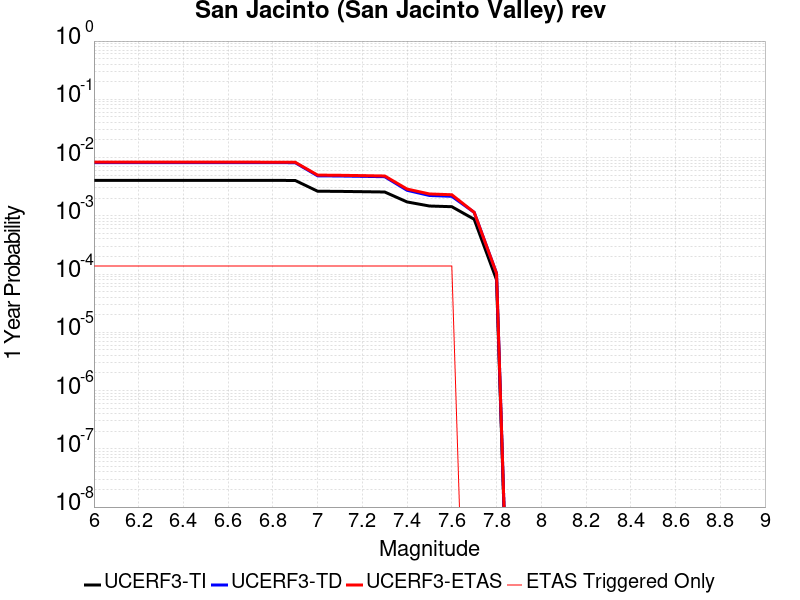 San Jacinto (San Jacinto Valley) rev
10^0
10^-1
10^-2
10^-3
10^-4
10^-5
10^-6
10^-7
10^-8
1 Year Probability
6 6.2 6.4 6.6 6.8 7 7.2 7.4 7.6 7.8 8 8.2 8.4 8.6 8.8 9
Magnitude
UCERF3-TI UCERF3-TD UCERF3-ETAS ETAS Triggered Only